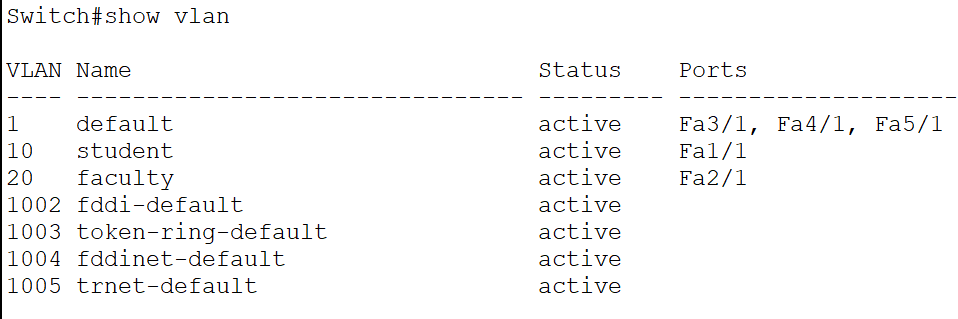 Switch#show vlan
VLAN Name                             Status    Ports
---- -------------------------------- --------- --------------------
1    default                          active    Fa3/1, Fa4/1, Fa5/1
10   student                          active    Fa1/1
20   faculty                          active    Fa2/1
1002 fddi-default                     active
1003 token-ring-default               active
1004 fddinet-default                  active
1005 trnet-default                    active